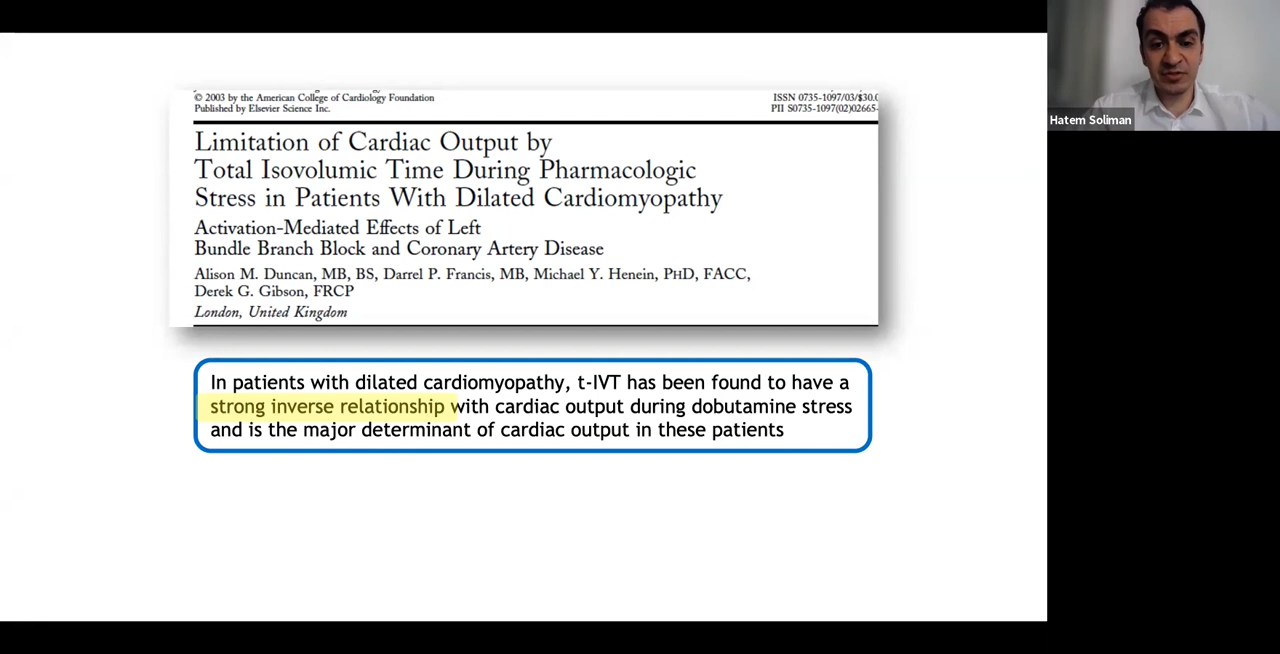 © 2003 by the American College of Cardiology Foundation
Published by Elsevier Science Inc.
ISSN 0735-1097/03/$30.0
PII S0735-1097(02)02665-
Limitation of Cardiac Output by
Total Isovolumic Time During Pharmacologic
Stress in Patients With Dilated Cardiomyopathy
Activation-Mediated Effects of Left
Bundle Branch Block and Coronary Artery Disease
Alison M. Duncan, MB, BS, Darrel P. Francis, MB, Michael Y. Henein, PHD, FACC,
Derek G. Gibson, FRCP
London, United Kingdom
In patients with dilated cardiomyopathy, t-IVT has been found to have a
strong inverse relationship with cardiac output during dobutamine stress
and is the major determinant of cardiac output in these patients
Hatem Soliman